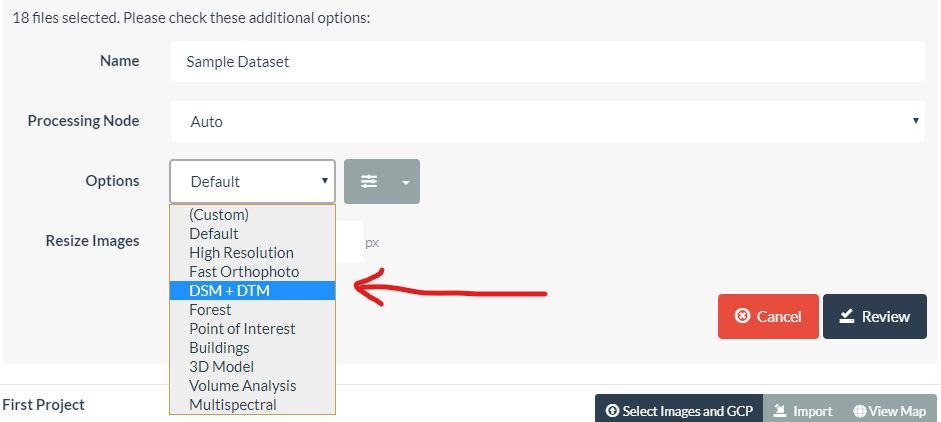 18 files selected. Please check these additional options:
Name Sample Dataset
Processing Node Auto
Options Default
(Custom)
Default
Resize Images px
High Resolution
Fast Orthophoto
DSM + DTM
Forest
Cancel Review
Point of Interest
Buildings
3D Model
Volume Analysis
First Project Multispectral Select Images and GCP Import View Map